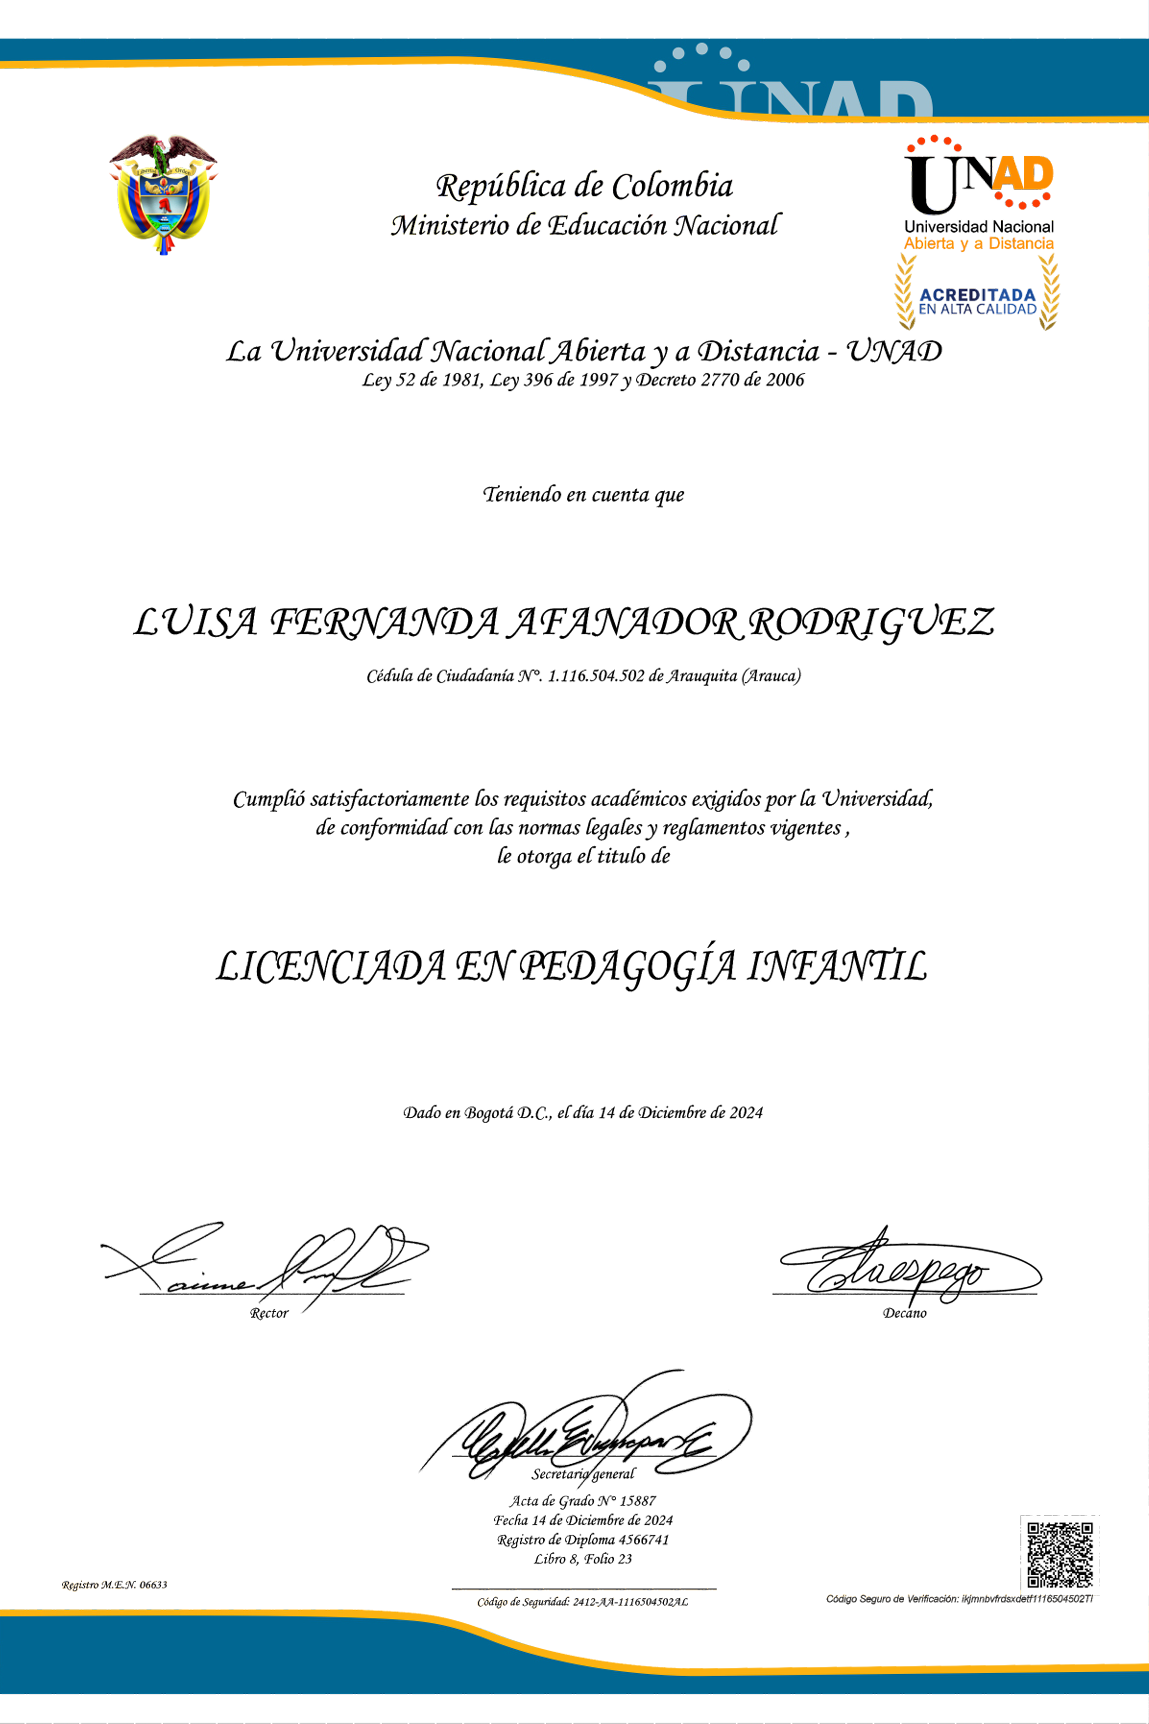 UNAD
República de Colombia
Ministerio de Educación Nacional
UNAD
Universidad Nacional
Abierta y a Distancia
ACREDITADA
EN ALTA CALIDAD
La Universidad Nacional Abierta y a Distancia - UNAD
Ley 52 de 1981, Ley 396 de 1997 y Decreto 2770 de 2006
Teniendo en cuenta que
LUISA FERNANDA AFANADOR RODRIGUEZ
Cédula de Ciudadanía N°. 1.116.504.502 de Arauquita (Arauca)
Cumplió satisfactoriamente los requisitos académicos exigidos por la Universidad,
de conformidad con las normas legales y reglamentos vigentes ,
le otorga el titulo de
LICENCIADA EN PEDAGOGÍA INFANTIL
Dado en Bogotá D.C., el día 14 de Diciembre de 2024
Rector
Decano
Secretaria general
Acta de Grado N° 15887
Fecha 14 de Diciembre de 2024
Registro de Diploma 4566741
Libro 8, Folio 23
Registro M.E.N. 06633
Código de Seguridad: 2412-AA-1116504502AL
Código Seguro de Verificación: ikjmnbvfrdsxdetf1116504502TI